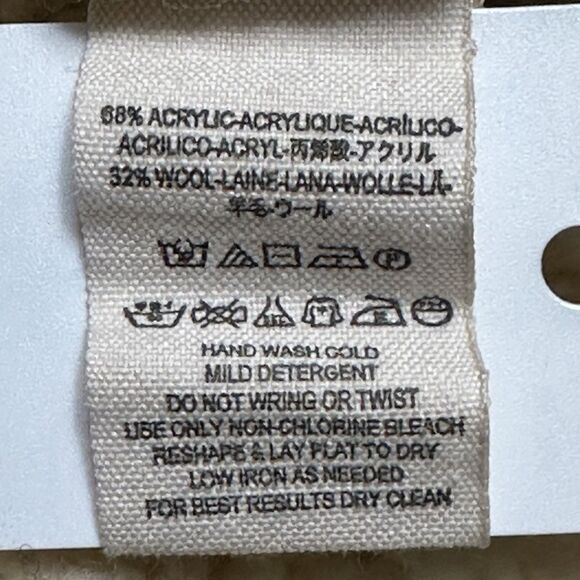 68% ACRYLIC-ACRYLIQUE-ACRÍLICO-
ACRILICO-ACRYL-丙烯酸-アクリル
32% WOOL-LAINE-LANA-WOLLE-LÃ-
羊毛-ウール
P
HAND WASH COLD
MILD DETERGENT
DO NOT WRING OR TWIST
USE ONLY NON-CHLORINE BLEACH
RESHAPE & LAY FLAT TO DRY
LOW IRON AS NEEDED
FOR BEST RESULTS DRY CLEAN